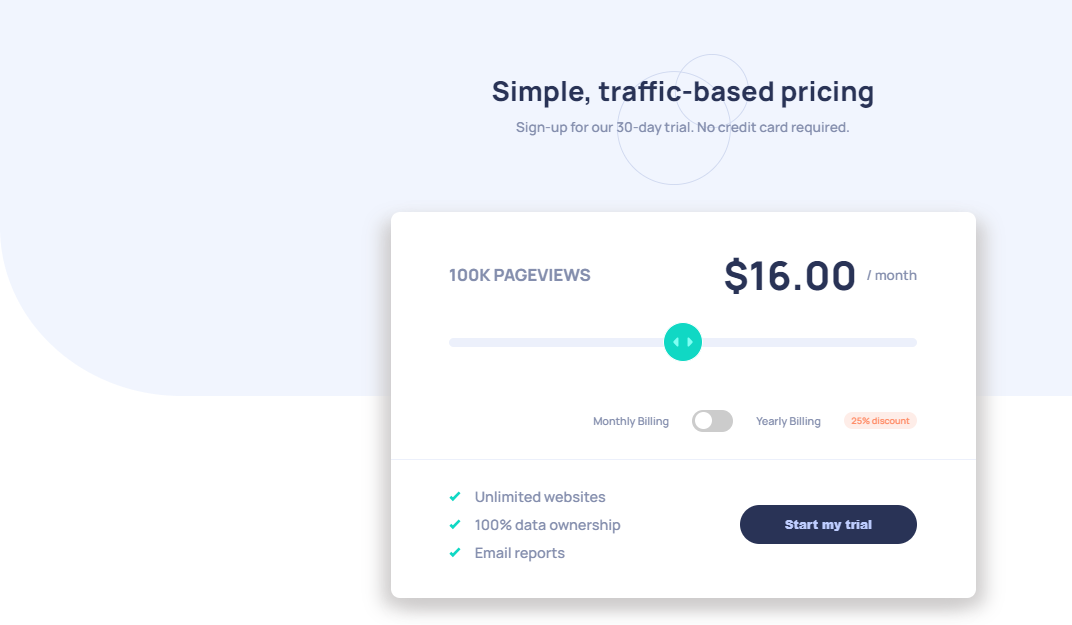 Simple, traffic-based pricing
Sign-up for our 30-day trial. No credit card required.
100K PAGEVIEWS
$16.00 / month
Monthly Billing
Yearly Billing
25% discount
Unlimited websites
100% data ownership
Email reports
Start my trial